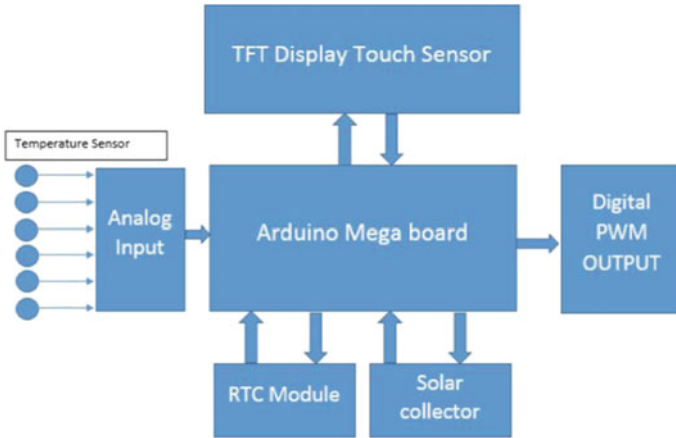 TFT Display Touch Sensor
Temperature Sensor
Analog
Input
Arduino Mega board
Digital
PWM
OUTPUT
RTC Module
Solar
collector